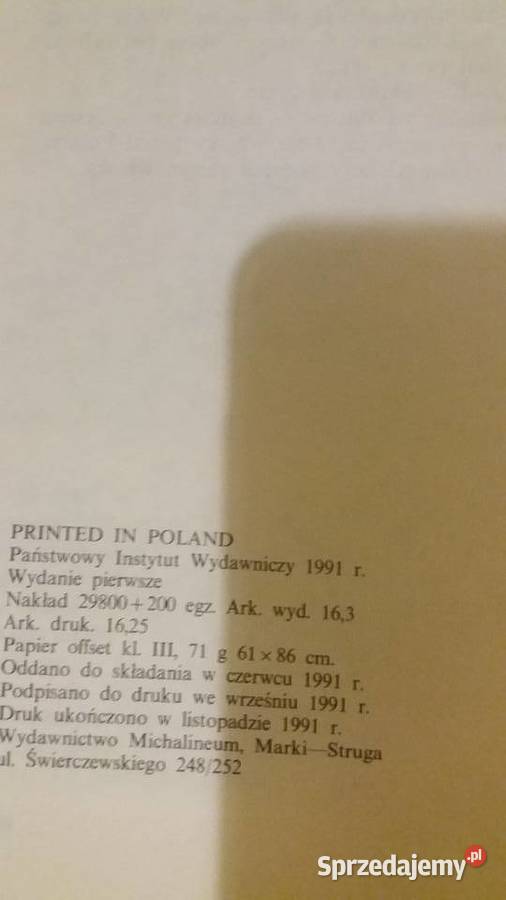 PRINTED IN POLAND
Państwowy Instytut Wydawniczy 1991 r.
Wydanie pierwsze
Nakład 29800+200 egz. Ark. wyd. 16,3
Ark. druk. 16,25
Papier offset kl. III, 71 g 61×86 cm.
Oddano do składania w czerwcu 1991 r.
Podpisano do druku we wrześniu 1991 r.
Druk ukończono w listopadzie 1991 r.
Wydawnictwo Michalineum, Marki—Struga
ul. Świerczewskiego 248/252
Sprzedajemy.pl